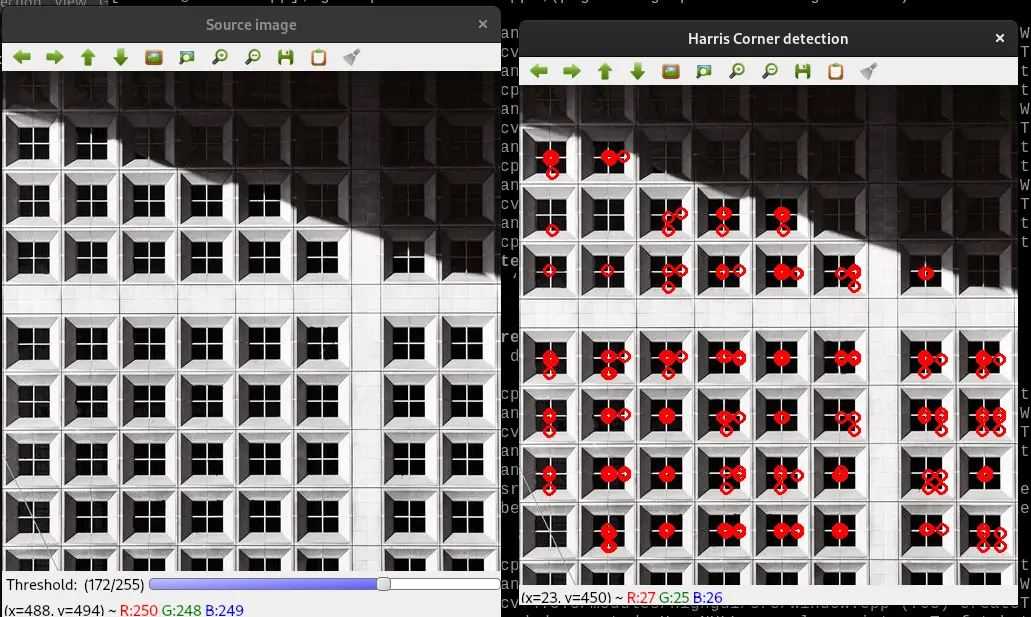 Source image
Harris Corner detection
Threshold: (172/255)
(x=488, y=494) ~ R:250 G:248 B:249
(x=23, y=450) ~ R:27 G:25 B:26